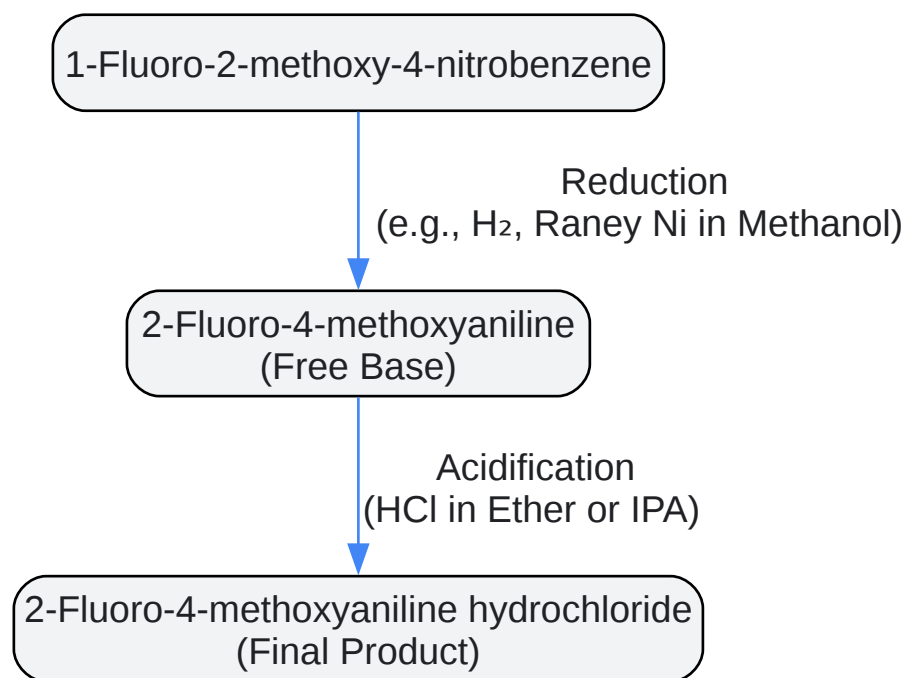 1-Fluoro-2-methoxy-4-nitrobenzene
Reduction
(e.g., H₂, Raney Ni in Methanol)
2-Fluoro-4-methoxyaniline
(Free Base)
Acidification
(HCl in Ether or IPA)
2-Fluoro-4-methoxyaniline hydrochloride
(Final Product)